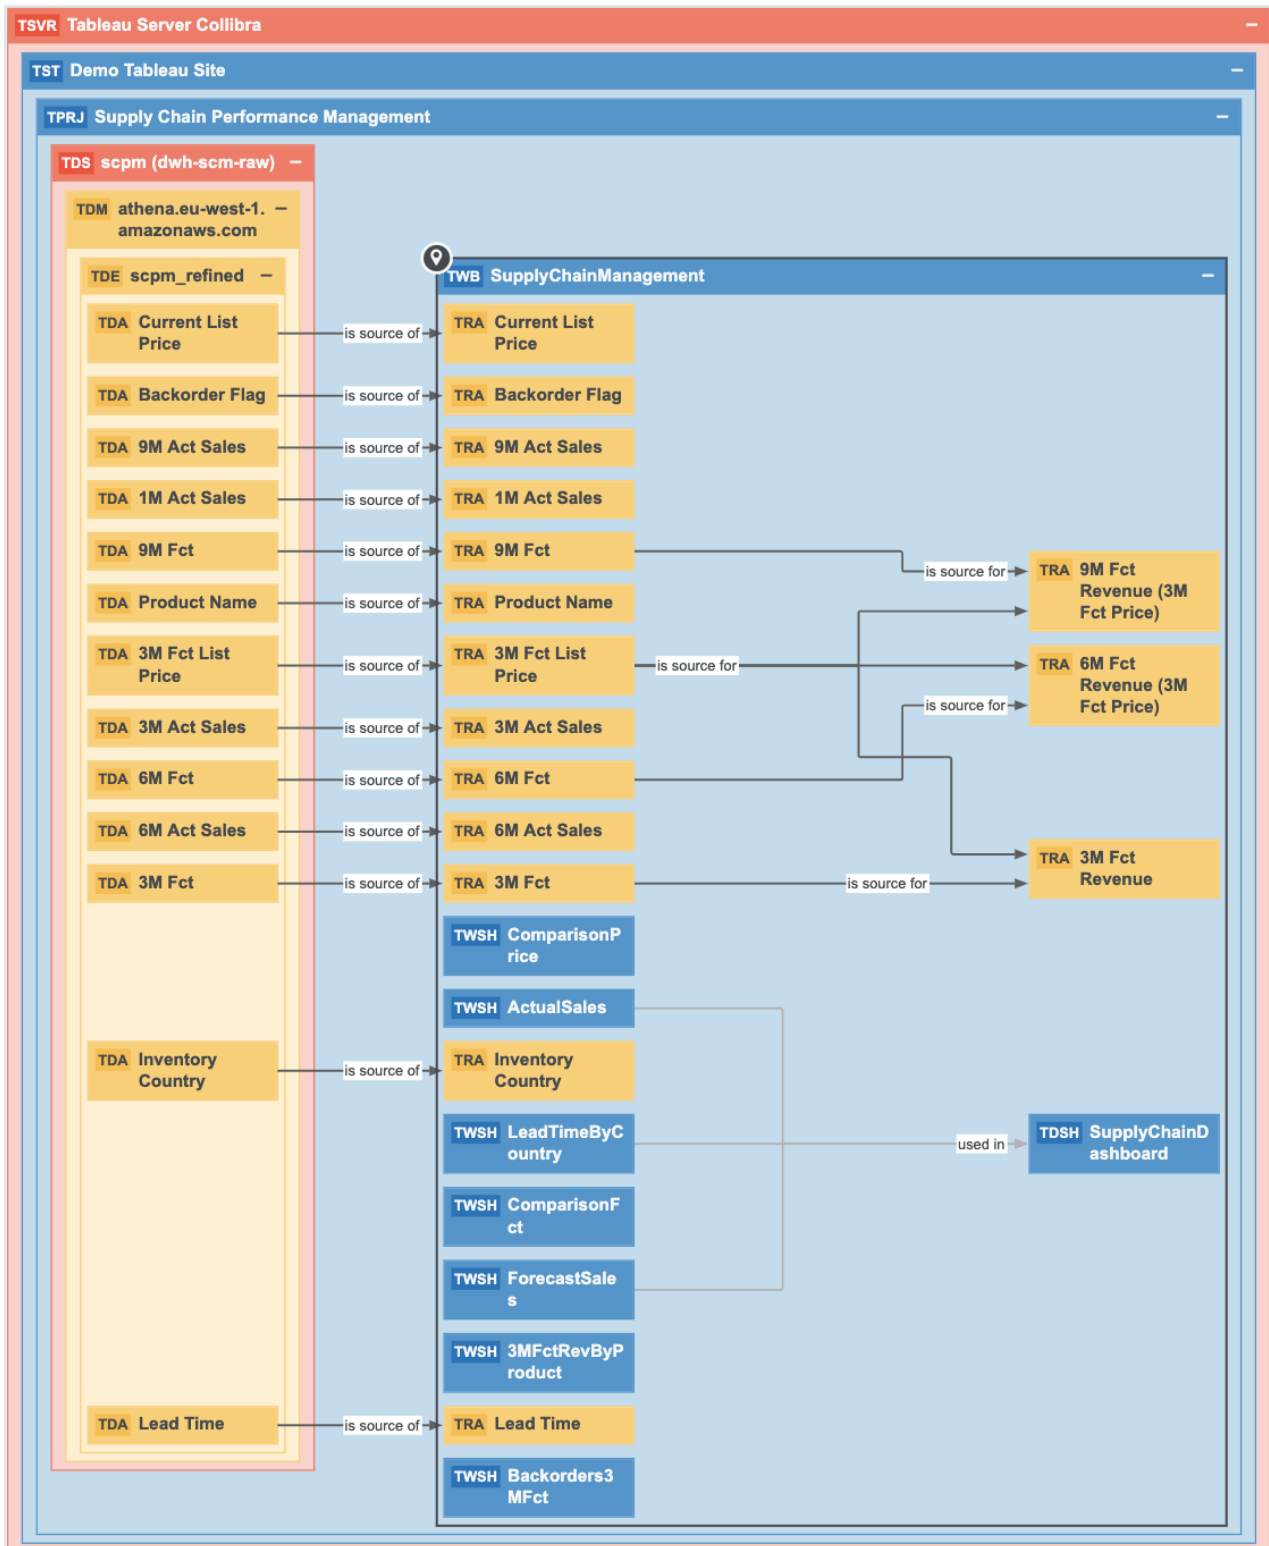 TSVR Tableau Server Collibra
TST Demo Tableau Site
TPRJ Supply Chain Performance Management
TDS scpm (dwh-scm-raw)
TDM athena.eu-west-1.
amazonaws.com
TDE scpm_refined
TWB SupplyChainManagement
TDA Current List
Price
is source of
TRA Current List
Price
TDA Backorder Flag
is source of
TRA Backorder Flag
TDA 9M Act Sales
is source of
TRA 9M Act Sales
TDA 1M Act Sales
is source of
TRA 1M Act Sales
TDA 9M Fct
is source of
TRA 9M Fct
is source for
TRA 9M Fct
Revenue (3M
Fct Price)
TDA Product Name
is source of
TRA Product Name
TDA 3M Fct List
Price
is source of
TRA 3M Fct List
Price
is source for
TRA 6M Fct
Revenue (3M
Fct Price)
is source for
TDA 3M Act Sales
is source of
TRA 3M Act Sales
TDA 6M Fct
is source of
TRA 6M Fct
TDA 6M Act Sales
is source of
TRA 6M Act Sales
TDA 3M Fct
is source of
TRA 3M Fct
is source for
TRA 3M Fct
Revenue
TWSH ComparisonP
rice
TWSH ActualSales
TDA Inventory
Country
is source of
TRA Inventory
Country
TWSH LeadTimeByC
ountry
used in
TDSH SupplyChainD
ashboard
TWSH ComparisonF
ct
TWSH ForecastSale
s
TWSH 3MFctRevByP
roduct
TDA Lead Time
is source of
TRA Lead Time
TWSH Backorders3
MFct